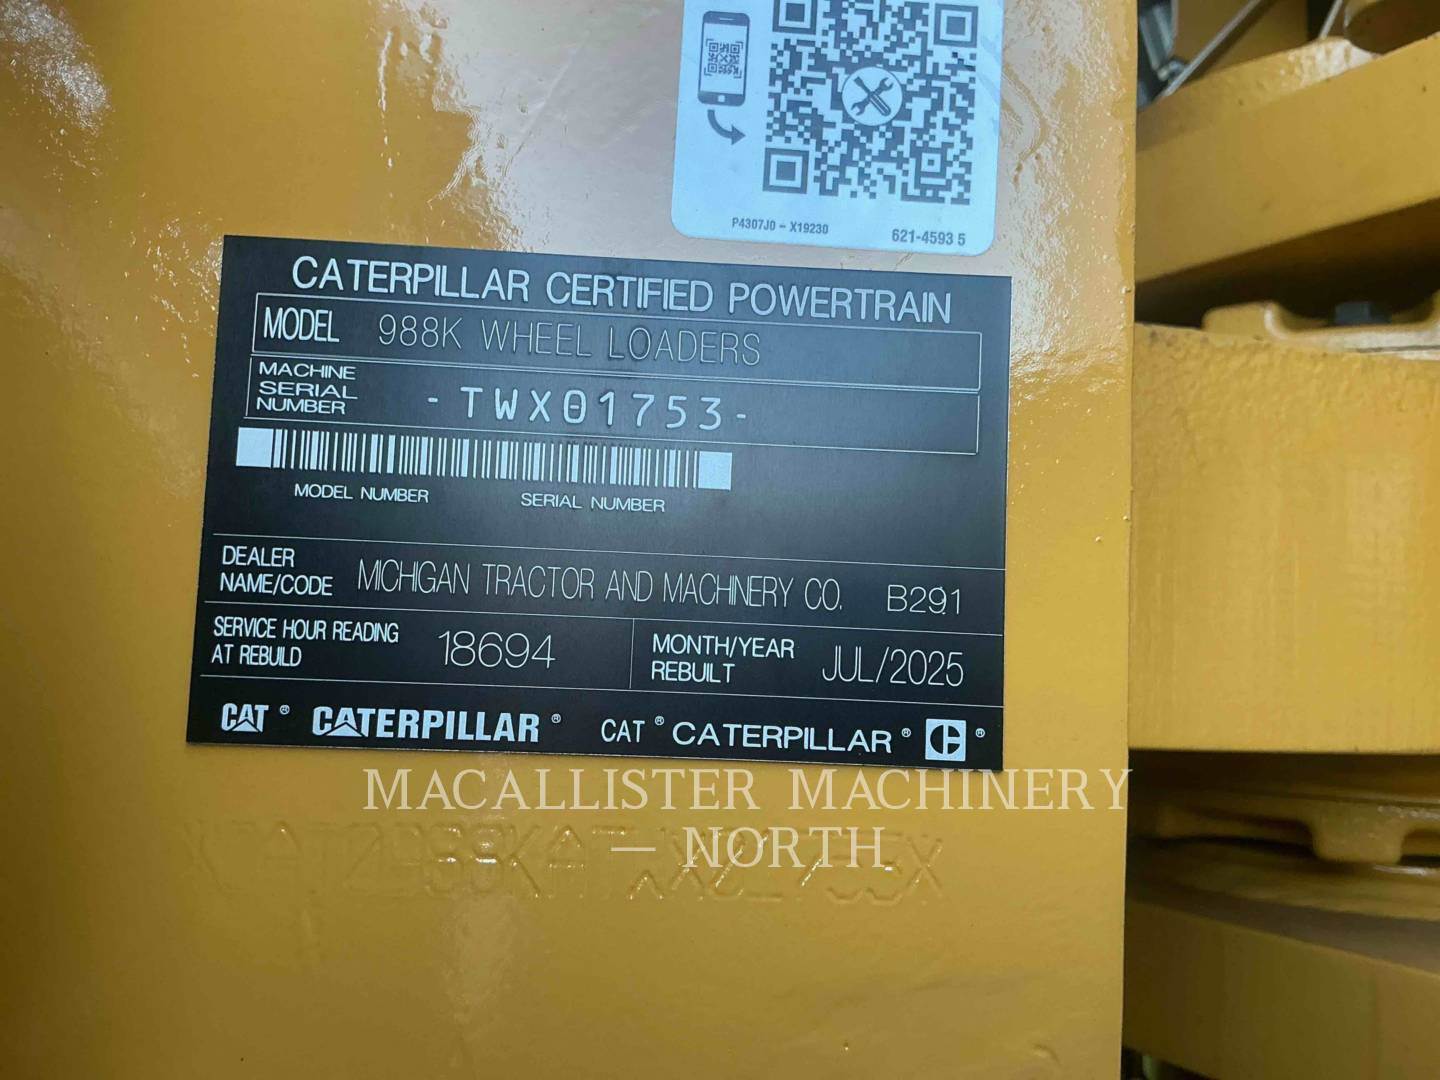 P4307J0 - X19230
621-4593 5
CATERPILLAR CERTIFIED POWERTRAIN
MODEL 988K WHEEL LOADERS
MACHINE
SERIAL
NUMBER
-TWX01753-
MODEL NUMBER SERIAL NUMBER
DEALER
NAME/CODE
MICHIGAN TRACTOR AND MACHINERY CO. B291
SERVICE HOUR READING
AT REBUILD
18694
MONTH/YEAR
REBUILT
JUL/2025
CAT® CATERPILLAR® CAT® CATERPILLAR® C®
MACALLISTER MACHINERY
— NORTH